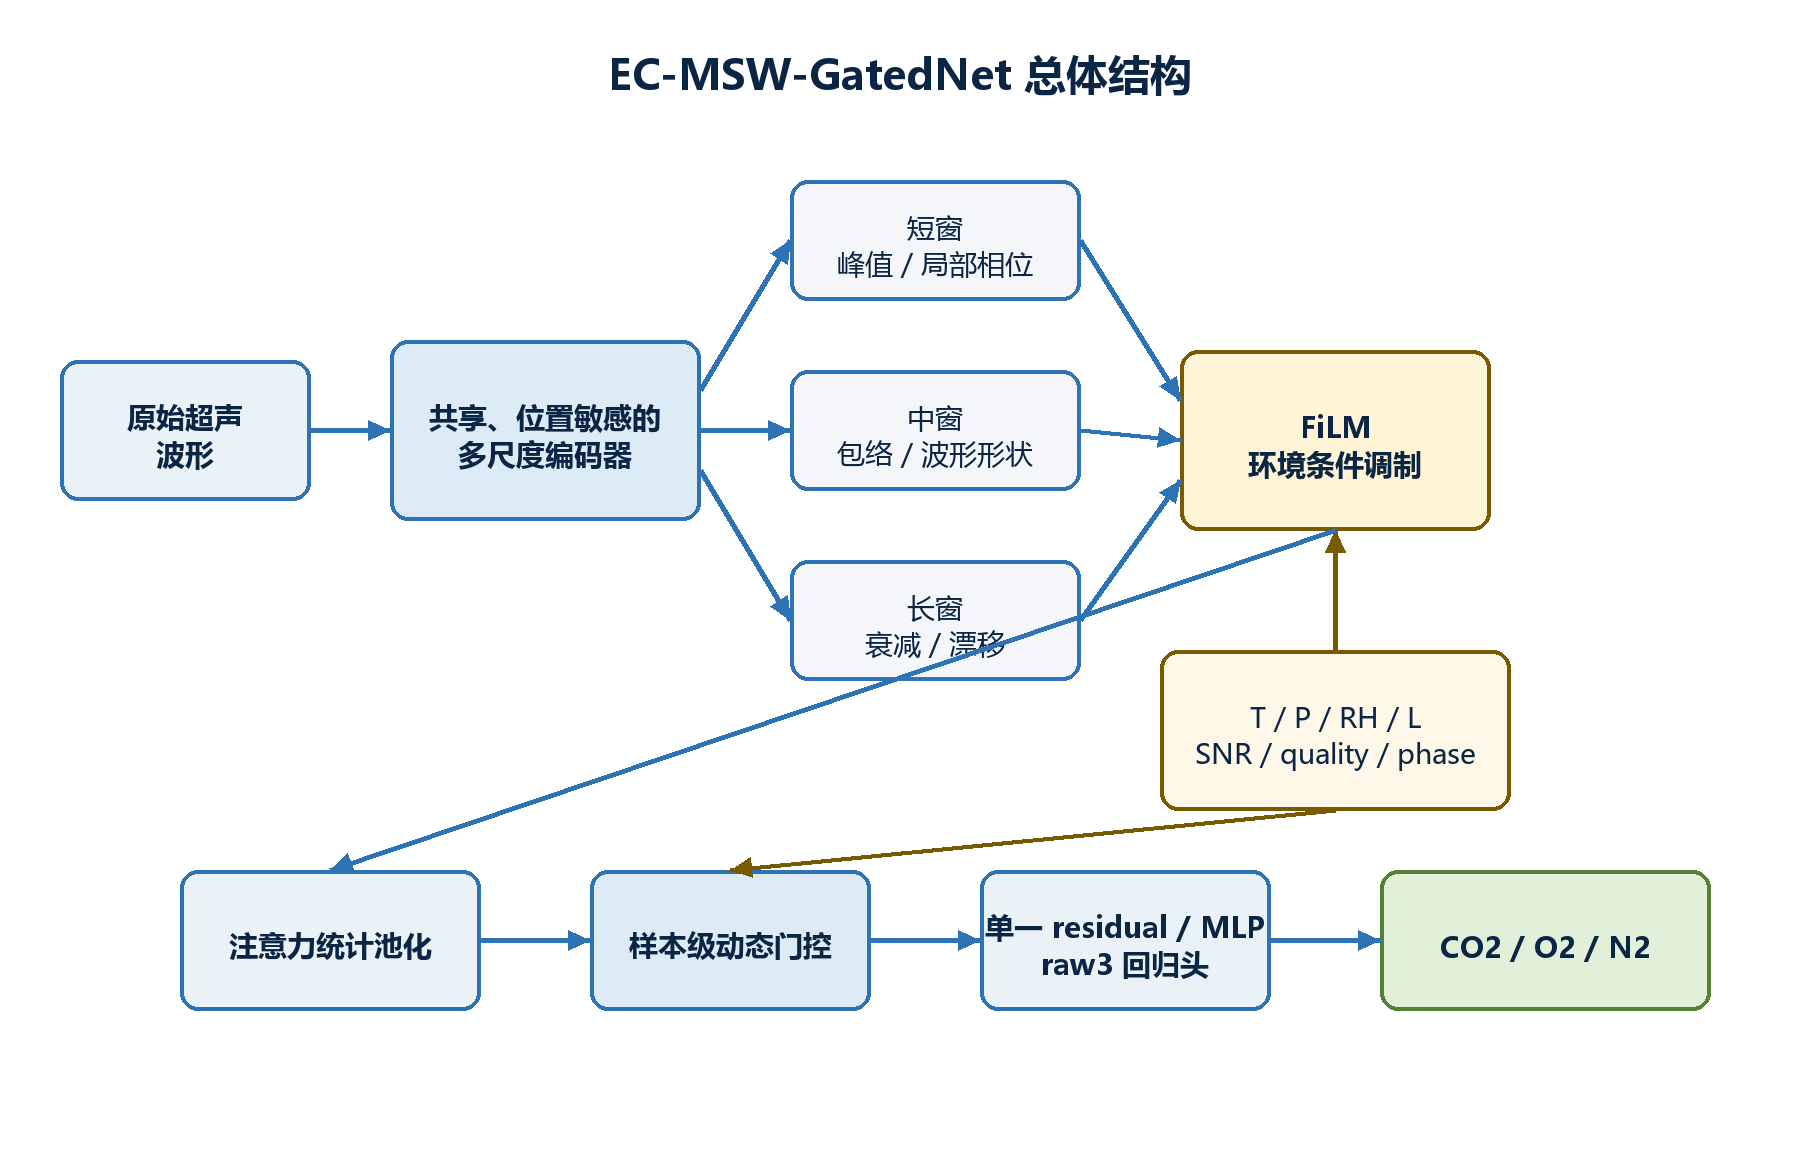 EC-MSW-GatedNet 总体结构
原始超声
波形
共享、位置敏感的
多尺度编码器
短窗
峰值 / 局部相位
中窗
包络 / 波形形状
长窗
衰减 / 漂移
FiLM
环境条件调制
T / P / RH / L
SNR / quality / phase
注意力统计池化
样本级动态门控
单一 residual / MLP
raw3 回归头
CO2 / O2 / N2